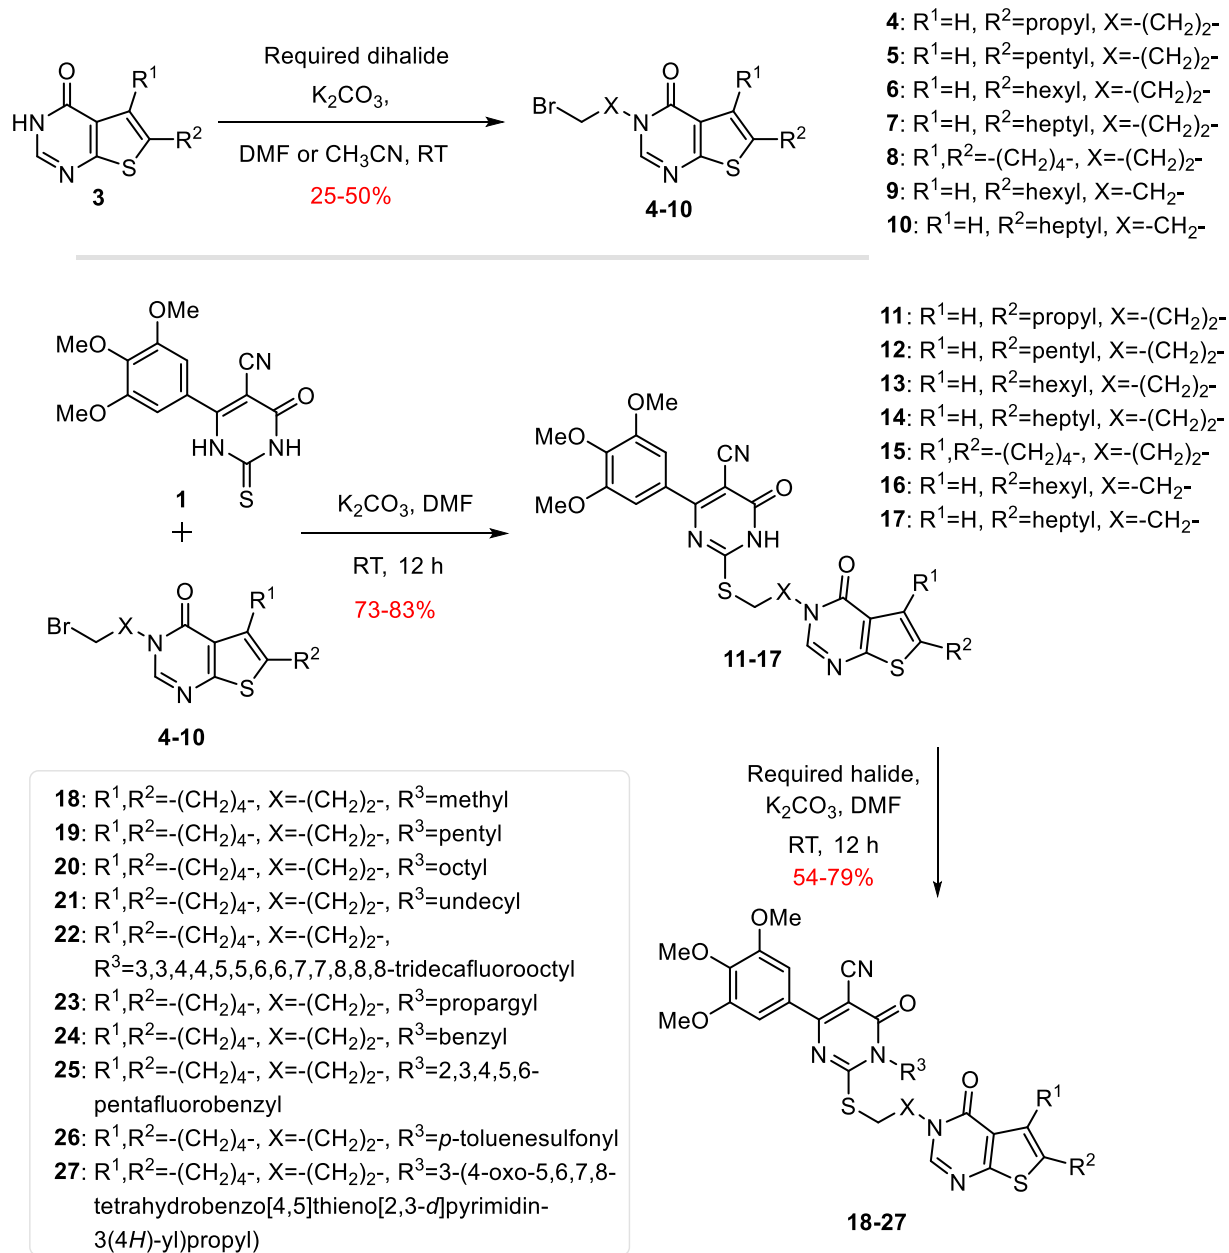 4: R¹=H, R²=propyl, X=-(CH₂)₂-
5: R¹=H, R²=pentyl, X=-(CH₂)₂-
6: R¹=H, R²=hexyl, X=-(CH₂)₂-
7: R¹=H, R²=heptyl, X=-(CH₂)₂-
8: R¹,R²=-(CH₂)₄-, X=-(CH₂)₂-
9: R¹=H, R²=hexyl, X=-CH₂-
10: R¹=H, R²=heptyl, X=-CH₂-
O
R¹
HN
R²
N
S
3
Required dihalide
K₂CO₃,
DMF or CH₃CN, RT
25-50%
O
R¹
Br
X
N
R²
N
S
4-10
OMe
MeO
MeO
CN
O
HN
NH
S
1
+
O
R¹
Br
X
N
R²
N
S
4-10
K₂CO₃, DMF
RT, 12 h
73-83%
OMe
MeO
MeO
CN
O
N
NH
S
X
O
R¹
N
R²
N
S
11-17
11: R¹=H, R²=propyl, X=-(CH₂)₂-
12: R¹=H, R²=pentyl, X=-(CH₂)₂-
13: R¹=H, R²=hexyl, X=-(CH₂)₂-
14: R¹=H, R²=heptyl, X=-(CH₂)₂-
15: R¹,R²=-(CH₂)₄-, X=-(CH₂)₂-
16: R¹=H, R²=hexyl, X=-CH₂-
17: R¹=H, R²=heptyl, X=-CH₂-
Required halide,
K₂CO₃, DMF
RT, 12 h
54-79%
18: R¹,R²=-(CH₂)₄-, X=-(CH₂)₂-, R³=methyl
19: R¹,R²=-(CH₂)₄-, X=-(CH₂)₂-, R³=pentyl
20: R¹,R²=-(CH₂)₄-, X=-(CH₂)₂-, R³=octyl
21: R¹,R²=-(CH₂)₄-, X=-(CH₂)₂-, R³=undecyl
22: R¹,R²=-(CH₂)₄-, X=-(CH₂)₂-,
R³=3,3,4,4,5,5,6,6,7,7,8,8,8-tridecafluorooctyl
23: R¹,R²=-(CH₂)₄-, X=-(CH₂)₂-, R³=propargyl
24: R¹,R²=-(CH₂)₄-, X=-(CH₂)₂-, R³=benzyl
25: R¹,R²=-(CH₂)₄-, X=-(CH₂)₂-, R³=2,3,4,5,6-
pentafluorobenzyl
26: R¹,R²=-(CH₂)₄-, X=-(CH₂)₂-, R³=p-toluenesulfonyl
27: R¹,R²=-(CH₂)₄-, X=-(CH₂)₂-, R³=3-(4-oxo-5,6,7,8-
tetrahydrobenzo[4,5]thieno[2,3-d]pyrimidin-
3(4H)-yl)propyl)
OMe
MeO
MeO
CN
O
N
N
R³
S
X
O
R¹
N
R²
N
S
18-27